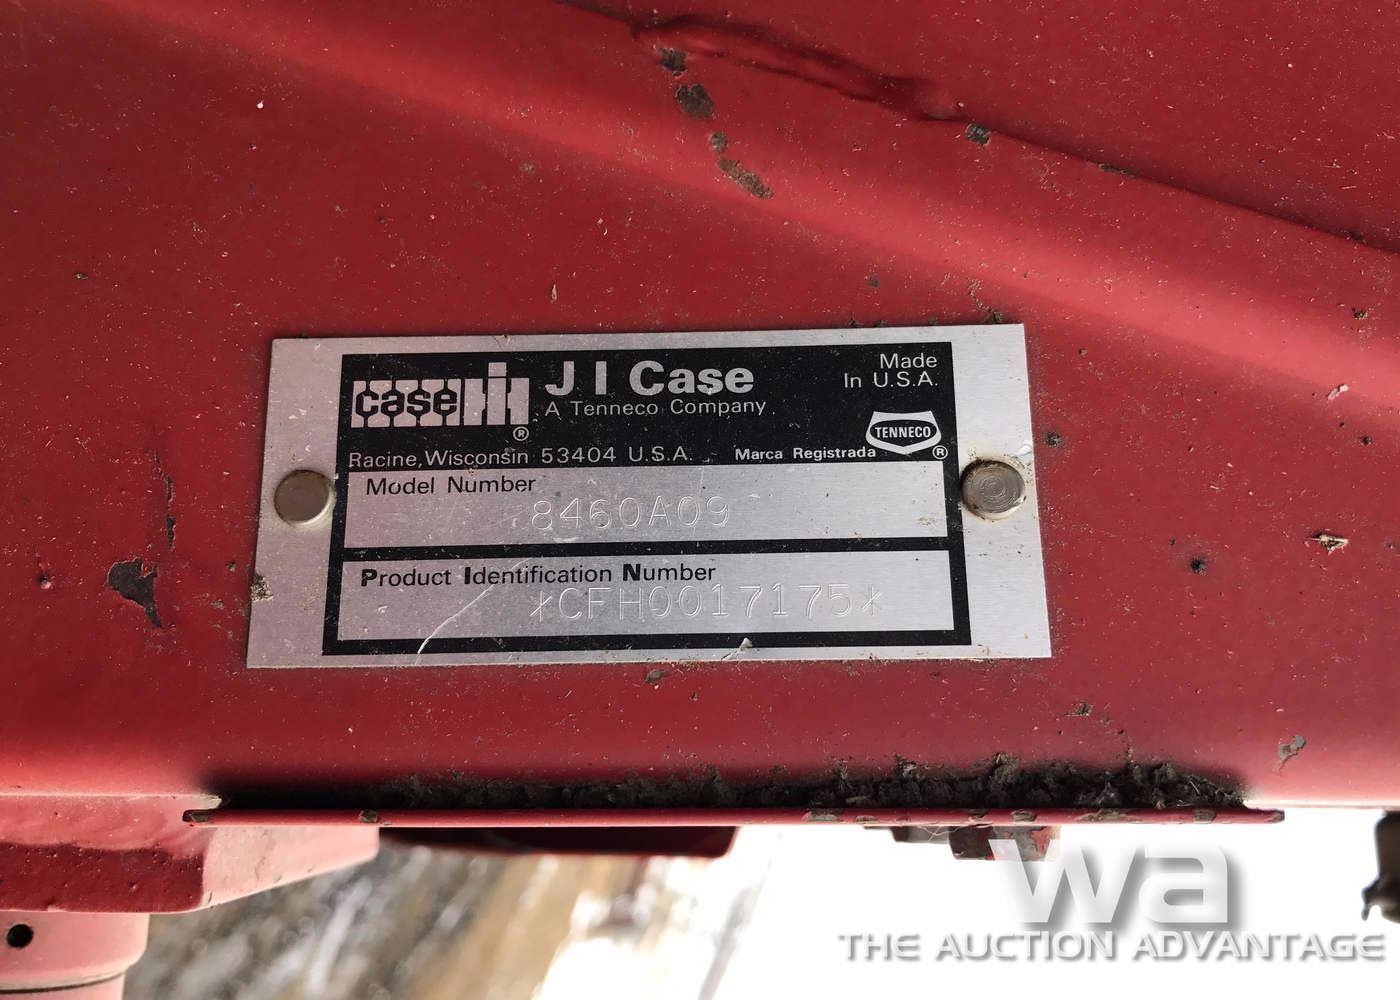 case IH ®
J I Case
A Tenneco Company
Made
In U.S.A.
TENNECO ®
Racine, Wisconsin 53404 U.S.A. Marca Registrada
Model Number
8460A09
Product Identification Number
*CFH0017175*
wa
THE AUCTION ADVANTAGE